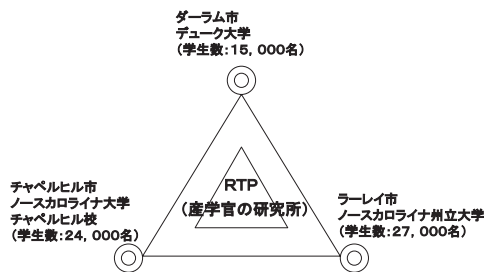 ダーラム市
デューク大学
(学生数:15,000名)
RTP
(産学官の研究所)
チャペルヒル市
ノースカロライナ大学
チャペルヒル校
(学生数:24,000名)
ラーレイ市
ノースカロライナ州立大学
(学生数:27,000名)